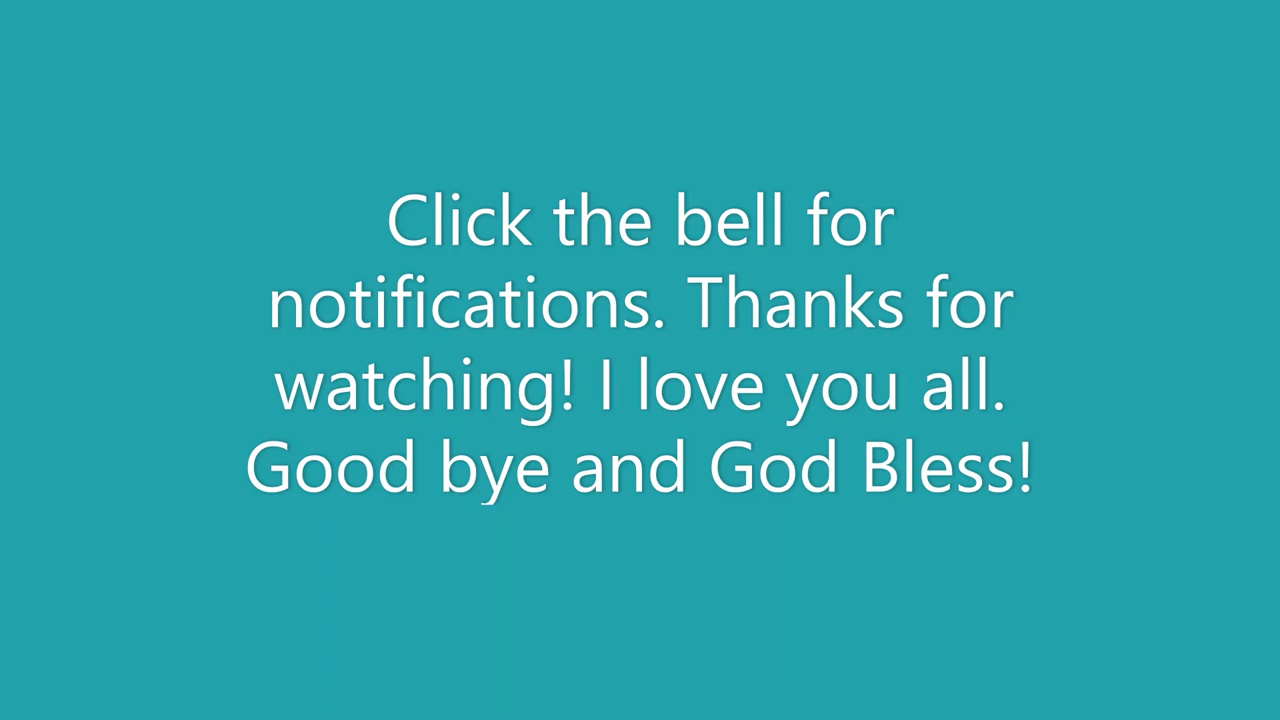 Click the bell for
notifications. Thanks for
watching! I love you all.
Good bye and God Bless!